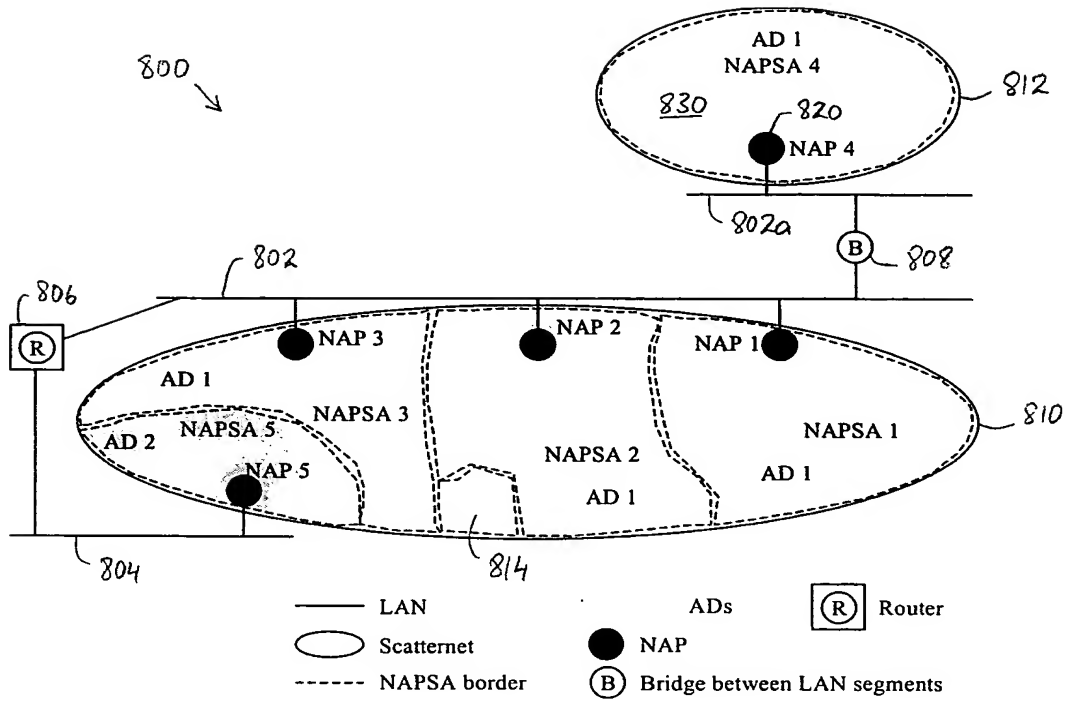 800
AD 1
NAPSA 4
812
830
820
NAP 4
802a
B
808
802
806
R
NAP 3
NAP 2
NAP 1
AD 1
NAPSA 3
810
AD 2
NAPSA 5
NAPSA 1
NAPSA 2
NAP 5
AD 1
AD 1
804
814
LAN
ADs
R Router
Scatternet
NAP
NAPSA border
B Bridge between LAN segments